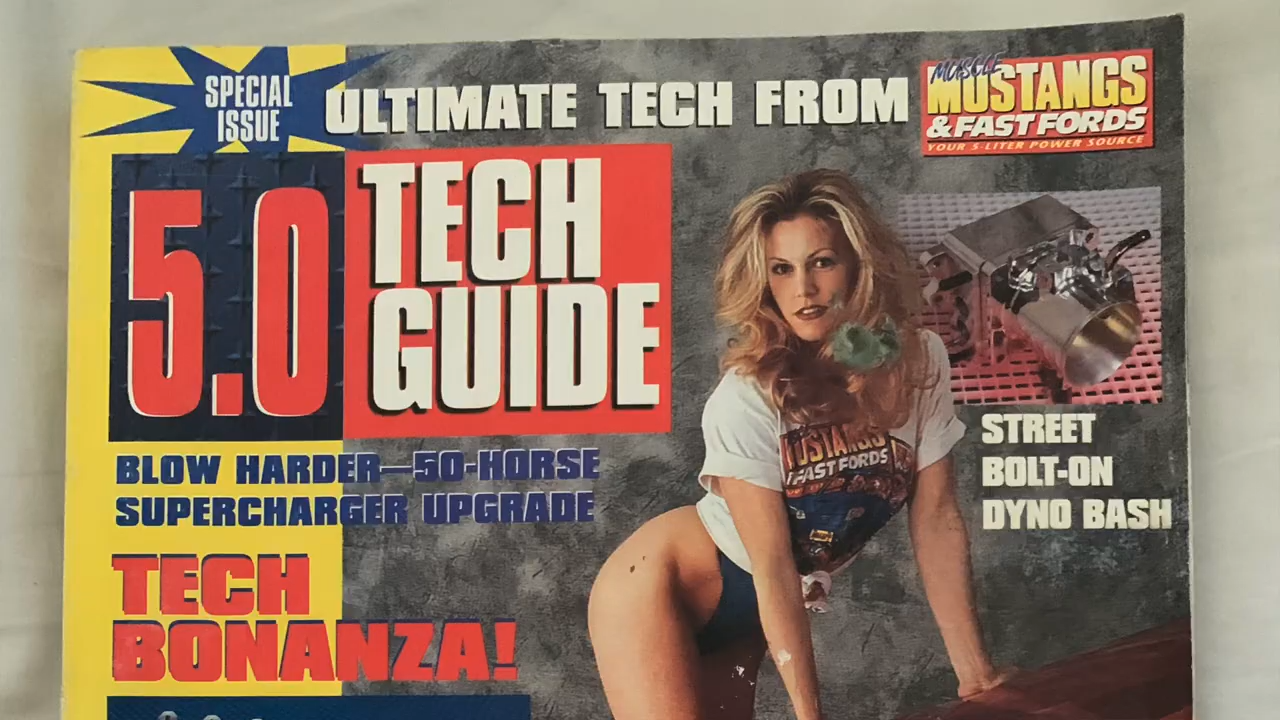 SPECIAL
ISSUE
ULTIMATE TECH FROM
MUSCLE
MUSTANGS
& FAST FORDS
YOUR 5-LITER POWER SOURCE
5.0
TECH
GUIDE
BLOW HARDER—50-HORSE
SUPERCHARGER UPGRADE
TECH
BONANZA!
STREET
BOLT-ON
DYNO BASH
MUSTANGS
FAST FORDS